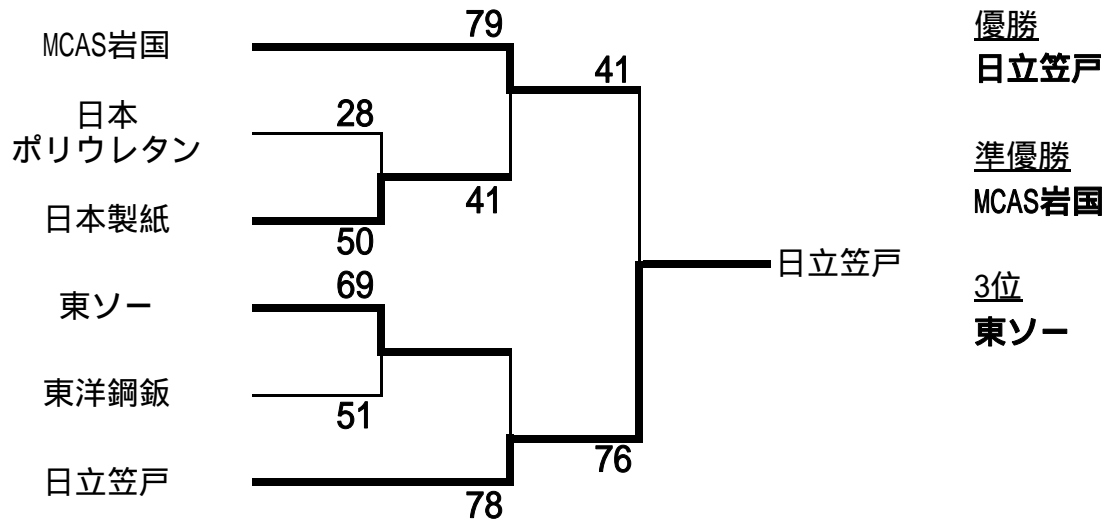 79
MCAS岩国
41
日本
ポリウレタン
28
41
日本製紙
50
69
東ソー
東洋鋼鈑
51
日立笠戸
76
78
日立笠戸
優勝
日立笠戸
準優勝
MCAS岩国
3位
東ソー